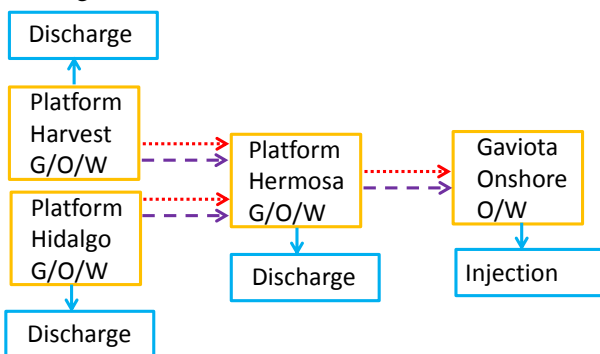 Discharge
Platform
Harvest
G/O/W
Platform
Hidalgo
G/O/W
Discharge
Platform
Hermosa
G/O/W
Discharge
Gaviota
Onshore
O/W
Injection